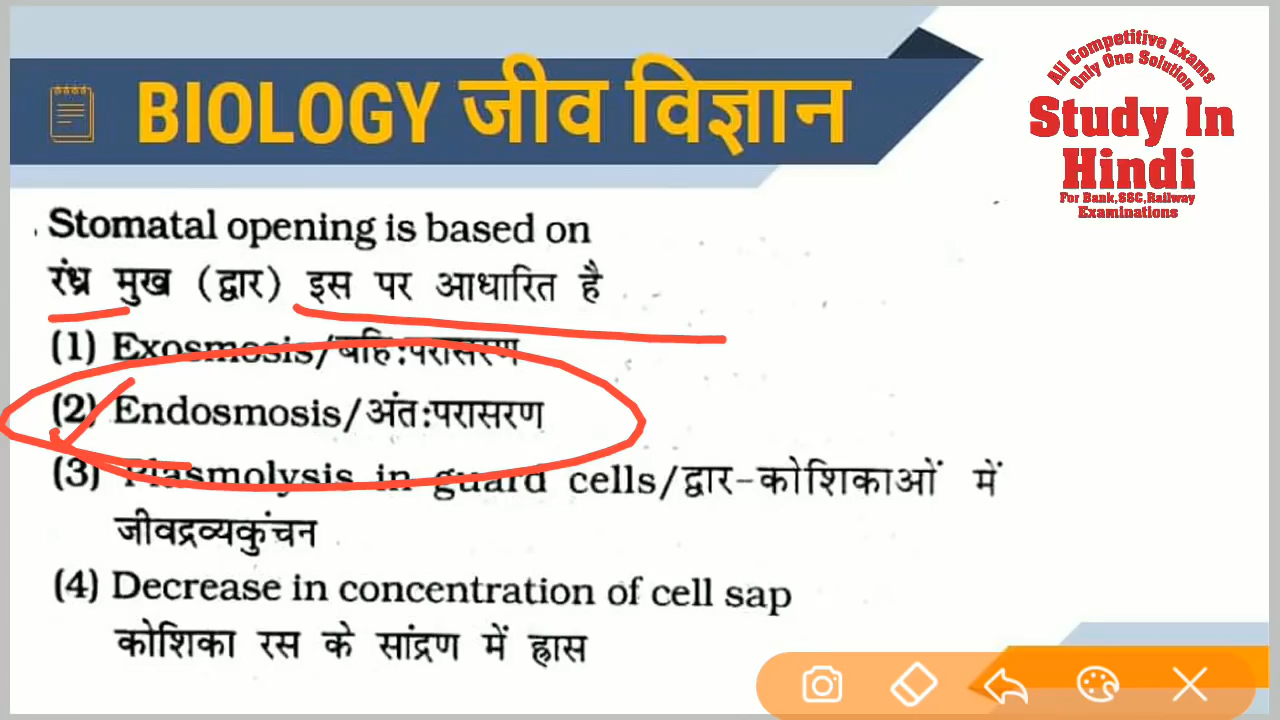 BIOLOGY जीव विज्ञान
All Competitive Exams
Only One Solution
Study In
Hindi
For Bank,SSC,Railway
Examinations
Stomatal opening is based on
रंध्र मुख (द्वार) इस पर आधारित है
(1) Exosmosis/बहि:परासरण
(2) Endosmosis/अंत:परासरण
(3) Plasmolysis in guard cells/द्वार-कोशिकाओं में
जीवद्रव्यकुंचन
(4) Decrease in concentration of cell sap
कोशिका रस के सांद्रण में ह्रास